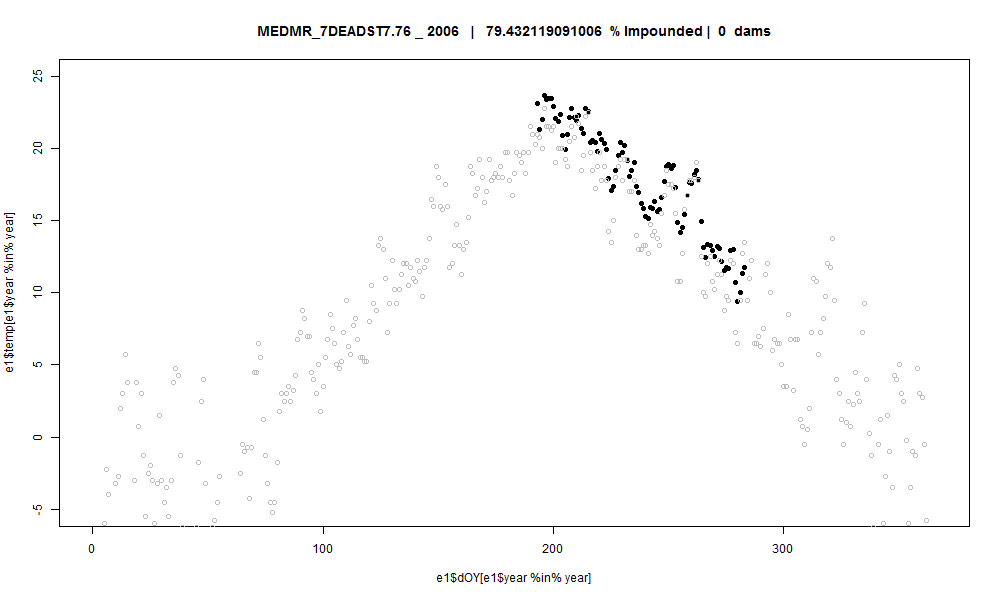 MEDMR_7DEADST7.76 _ 2006 | 79.432119091006 % Impounded | 0 dams
25
20
15
10
5
0
-5
e1$temp[e1$year %in% year]
0 100 200 300
e1$dOY[e1$year %in% year]